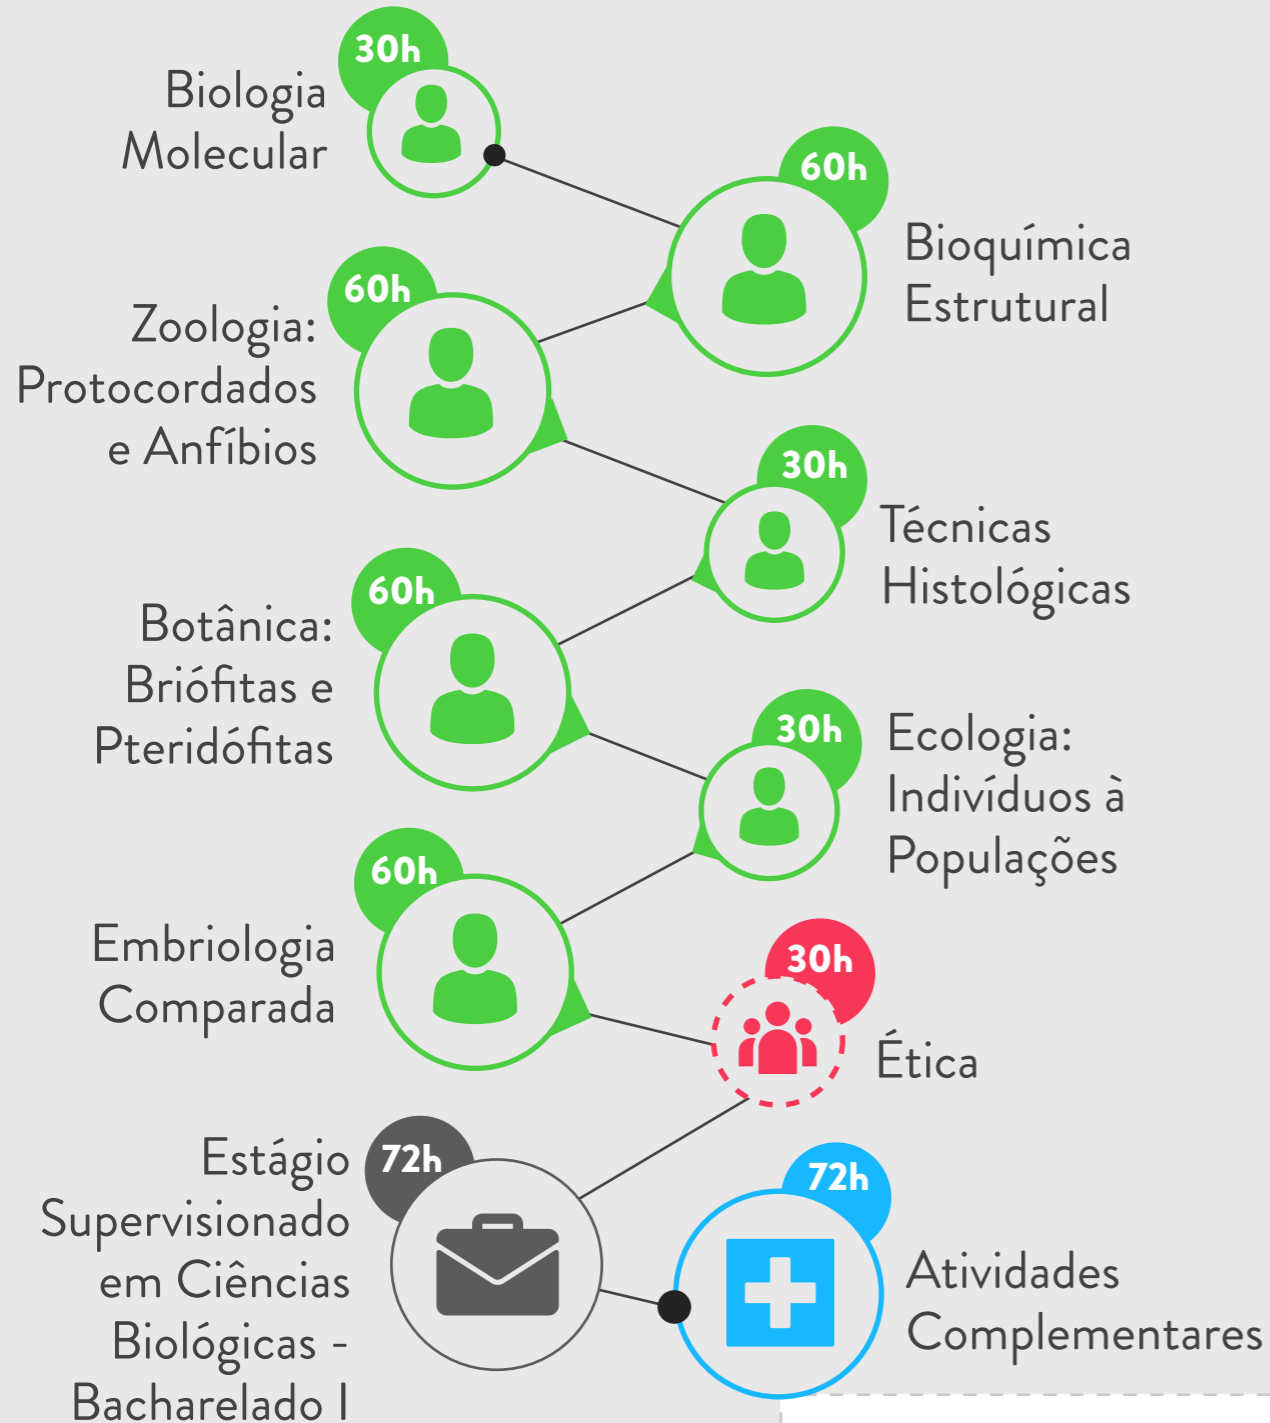 30h
Biologia
Molecular
60h
Bioquímica
Estrutural
60h
Zoologia:
Protocordados
e Anfíbios
30h
Técnicas
Histológicas
60h
Botânica:
Briófitas e
Pteridófitas
30h
Ecologia:
Indivíduos à
Populações
60h
Embriologia
Comparada
30h
Ética
72h
Estágio
Supervisionado
em Ciências
Biológicas -
Bacharelado I
72h
Atividades
Complementares